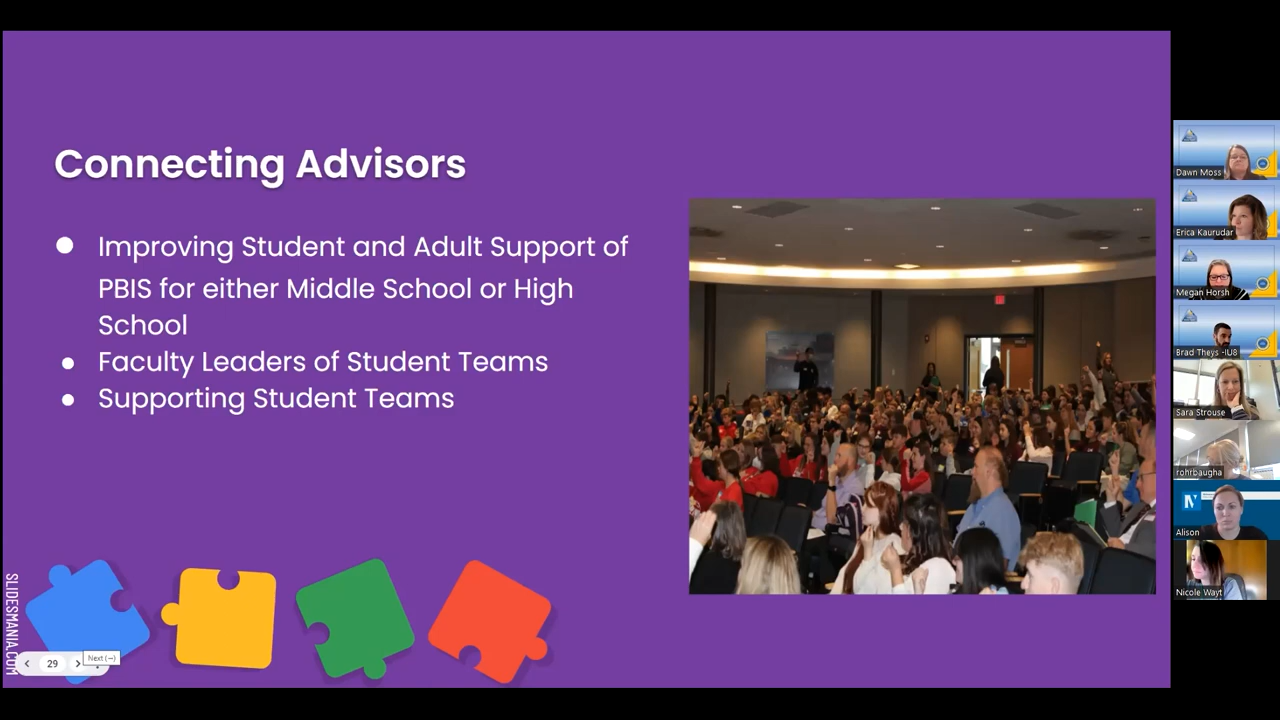 Connecting Advisors
Improving Student and Adult Support of
PBIS for either Middle School or High
School
Faculty Leaders of Student Teams
Supporting Student Teams
SLIDESMANIA.COM
29
Next (→)
Dawn Moss
Erica Kaurudar
Megan Horsh
Brad Theys -IU8
Sara Strouse
rohrbaugha
N
Alison
Nicole Wayt